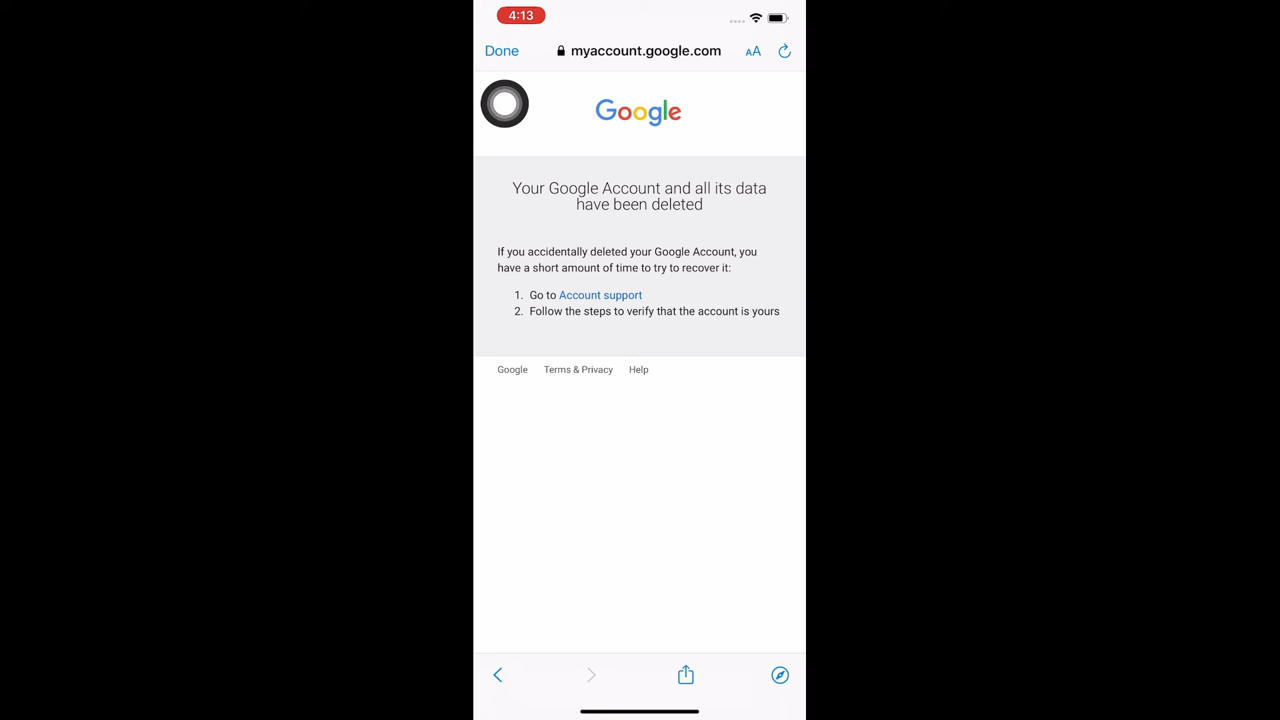 4:13
Done myaccount.google.com AA
Google
Your Google Account and all its data
have been deleted
If you accidentally deleted your Google Account, you
have a short amount of time to try to recover it:
1. Go to Account support
2. Follow the steps to verify that the account is yours
Google Terms & Privacy Help